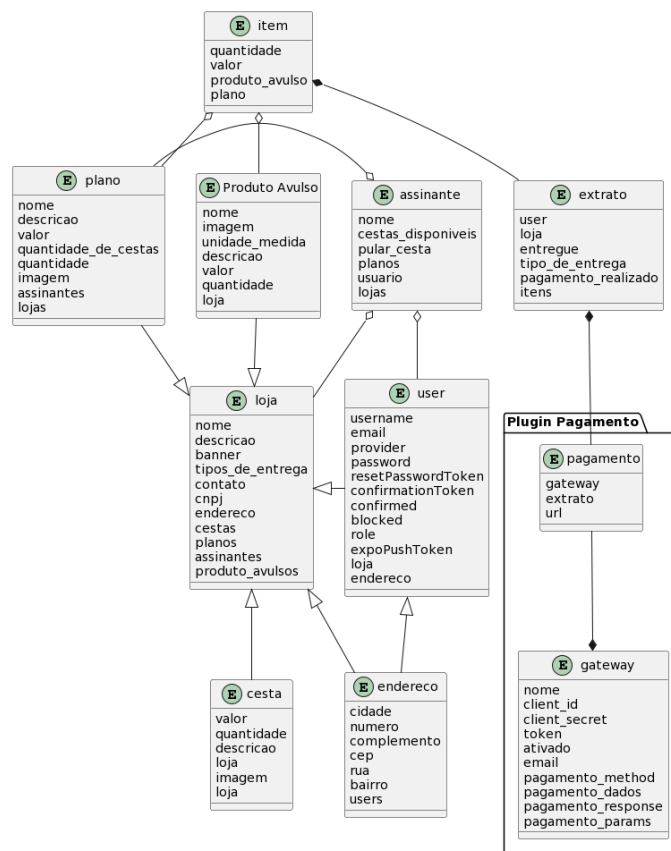 E item
quantidade
valor
produto_avulso
plano
E plano
nome
descricao
valor
quantidade_de_cestas
quantidade
imagem
assinantes
lojas
E Produto Avulso
nome
imagem
unidade_medida
descricao
valor
quantidade
loja
E assinante
nome
cestas_disponiveis
pular_cesta
planos
usuario
lojas
E extrato
user
loja
entregue
tipo_de_entrega
pagamento_realizado
itens
E loja
nome
descricao
banner
tipos_de_entrega
contato
cnpj
endereco
cestas
planos
assinantes
produto_avulsos
E user
username
email
provider
password
resetPasswordToken
confirmationToken
confirmed
blocked
role
expoPushToken
loja
endereco
Plugin Pagamento
E pagamento
gateway
extrato
url
E cesta
valor
quantidade
descricao
loja
imagem
loja
E endereco
cidade
numero
complemento
cep
rua
bairro
users
E gateway
nome
client_id
client_secret
token
ativado
email
pagamento_method
pagamento_dados
pagamento_response
pagamento_params